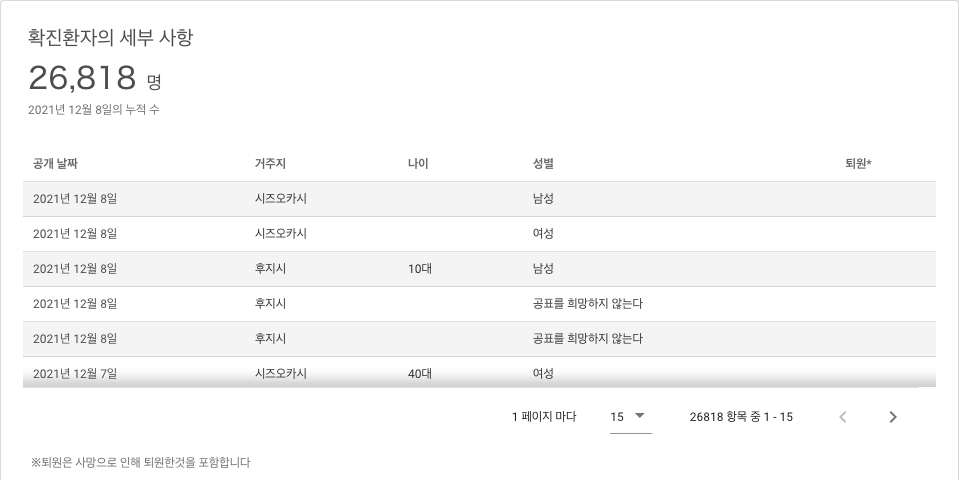 확진환자의 세부 사항
26,818 명
2021년 12월 8일의 누적 수
공개 날짜 거주지 나이 성별 퇴원*
2021년 12월 8일 시즈오카시 남성
2021년 12월 8일 시즈오카시 여성
2021년 12월 8일 후지시 10대 남성
2021년 12월 8일 후지시 공표를 희망하지 않는다
2021년 12월 8일 후지시 공표를 희망하지 않는다
2021년 12월 7일 시즈오카시 40대 여성
1 페이지 마다 15 26818 항목 중 1 - 15
※퇴원은 사망으로 인해 퇴원한것을 포함합니다